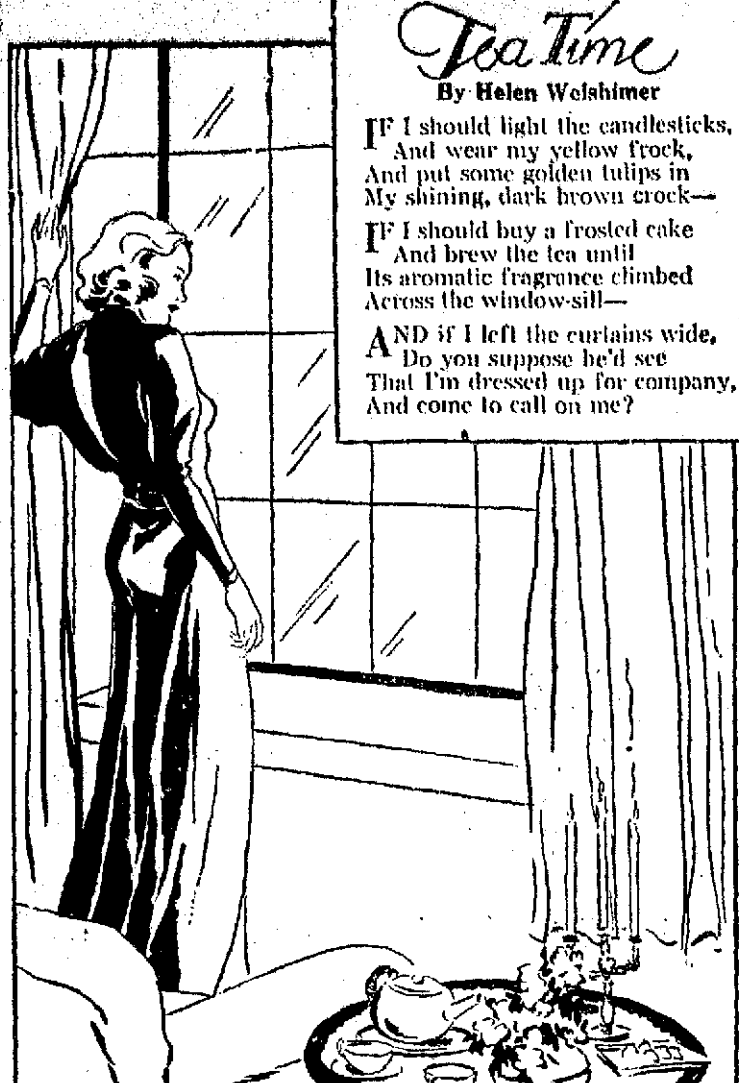 Tea Time
By Helen Welshimer
IF I should light the candlesticks,
And wear my yellow frock,
And put some golden tulips in
My shining, dark brown crock—
IF I should buy a frosted cake
And brew the tea until
Its aromatic fragrance climbed
Across the window-sill—
AND if I left the curtains wide,
Do you suppose he'd see
That I'm dressed up for company,
And come to call on me?